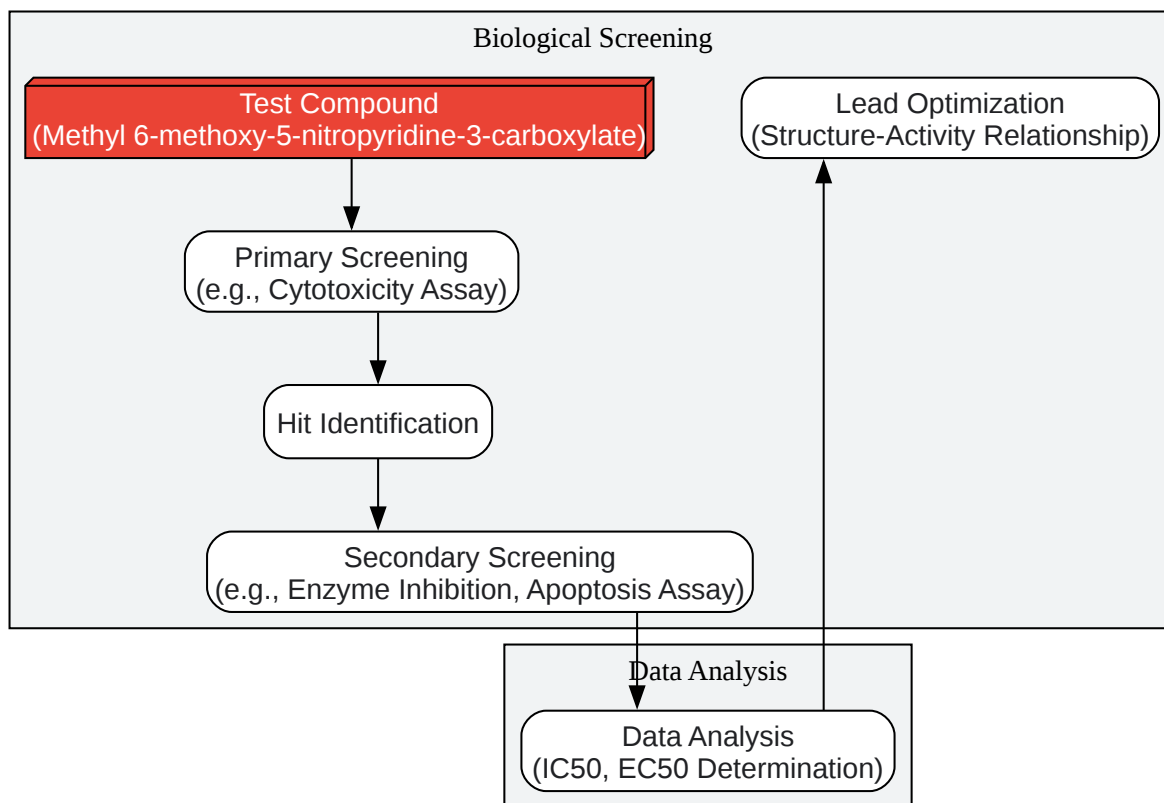 Biological Screening
Test Compound
(Methyl 6-methoxy-5-nitropyridine-3-carboxylate)
Lead Optimization
(Structure-Activity Relationship)
Primary Screening
(e.g., Cytotoxicity Assay)
Hit Identification
Secondary Screening
(e.g., Enzyme Inhibition, Apoptosis Assay)
Data Analysis
Data Analysis
(IC50, EC50 Determination)